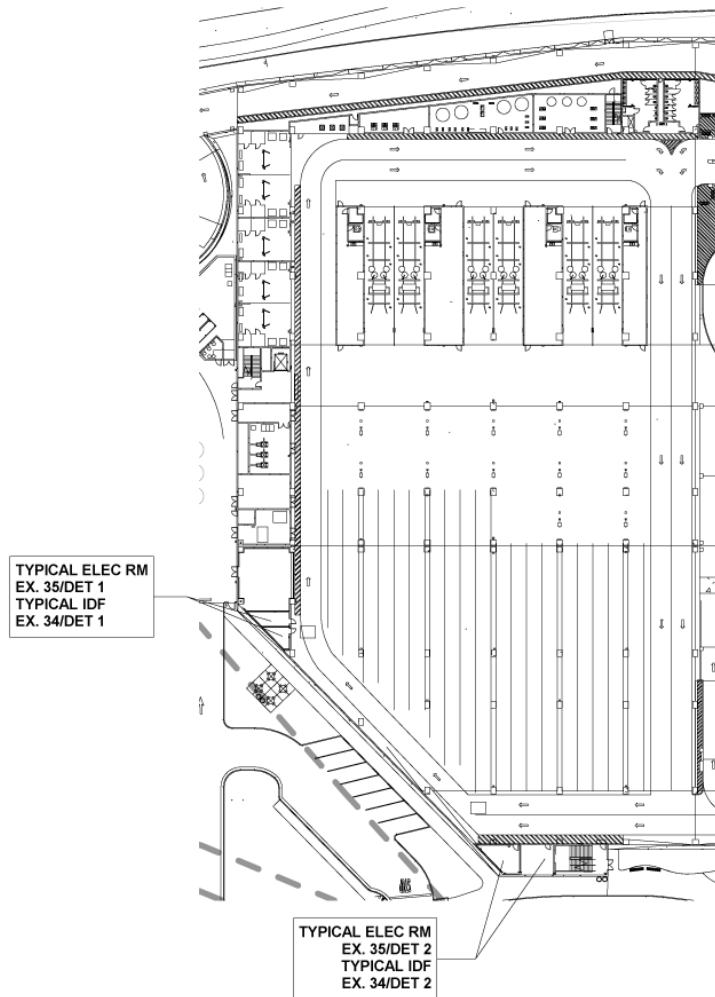 TYPICAL ELEC RM
EX. 35/DET 1
TYPICAL IDF
EX. 34/DET 1
TYPICAL ELEC RM
EX. 35/DET 2
TYPICAL IDF
EX. 34/DET 2